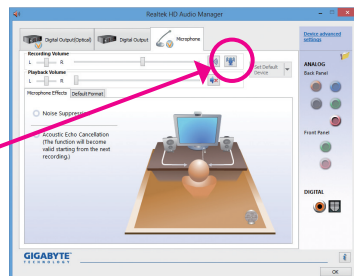 Realtek HD Audio Manager
Digital Output(Optical) Digital Output Microphone
Device advanced
settings
Recording Volume
L R
Set Default
Device
Playback Volume
L R
Microphone Effects Default Format
Noise Suppression
Acoustic Echo Cancellation
(The function will become
valid starting from the next
recording.)
ANALOG
Back Panel
Front Panel
DIGITAL
GIGABYTE
TECHNOLOGY
OK